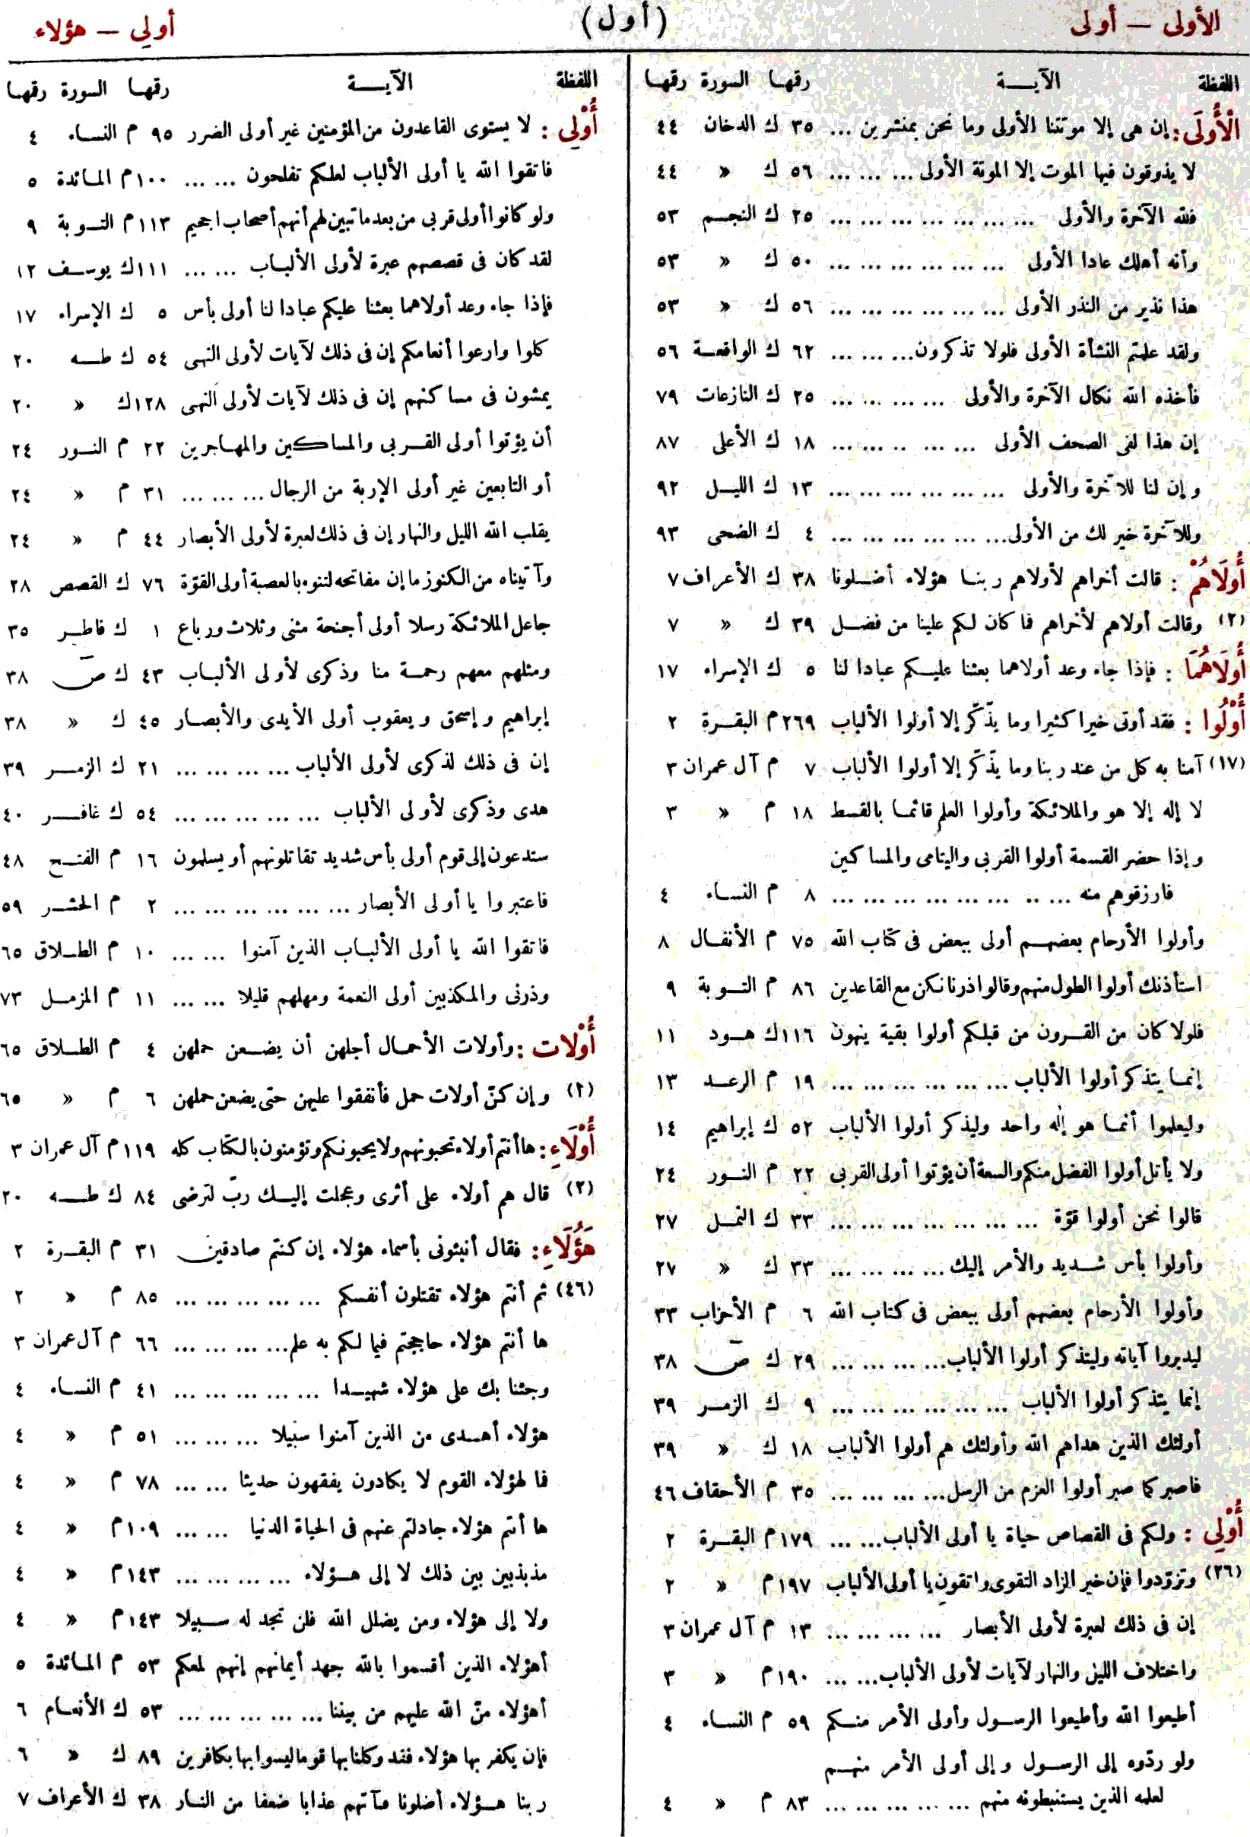 الأولى — أولى
(أول)
أولي — هؤلاء
اللفظة الآيـــة رقمها السورة رقمها
الْأُولَى: إن هى إلا موتتنا الأولى وما نحن بمنشرين ... ٣٥ ك الدخان ٤٤
لا يذوقون فيها الموت إلا الموتة الأولى ... ... ... ٥٦ ك » ٤٤
فلله الآخرة والأولى ... ... ... ... ... ... ... ٢٥ ك النجم ٥٣
وأنه أهلك عادا الأولى ... ... ... ... ... ... ٥٠ ك » ٥٣
هذا نذير من النذر الأولى ... ... ... ... ... ... ٥٦ ك » ٥٣
ولقد علمتم النشأة الأولى فلولا تذكرون... ... ... ٦٢ ك الواقعة ٥٦
فأخذه الله نكال الآخرة والأولى ... ... ... ... ٢٥ ك النازعات ٧٩
إن هذا لفى الصحف الأولى ... ... ... ... ... ١٨ ك الأعلى ٨٧
وإن لنا للآخرة والأولى ... ... ... ... ... ... ١٣ ك الليل ٩٢
وللآخرة خير لك من الأولى... ... ... ... ... ... ٤ ك الضحى ٩٣
أُولَاهُمْ : قالت أخراهم لأولاهم ربنا هؤلاء أضلونا ٣٨ ك الأعراف ٧
(٢) وقالت أولاهم لأخراهم فما كان لكم علينا من فضل ٣٩ ك » ٧
أُولَاهُمَا : فإذا جاء وعد أولاهما بعثنا عليكم عبادا لنا ٥ ك الإسراء ١٧
أُوْلُوا : فقد أوتى خيرا كثيرا وما يذّكّر إلا أولوا الألباب ٢٦٩ م البقرة ٢
(١٧) آمنا به كل من عند ربنا وما يذّكّر إلا أولوا الألباب ٧ م آل عمران ٣
لا إله إلا هو والملائكة وأولوا العلم قائما بالقسط ١٨ م » ٣
وإذا حضر القسمة أولوا القربى واليتامى والمساكين
فارزقوهم منه ... .. ... ... ... ... ... ... ٨ م النساء ٤
وأولوا الأرحام بعضهم أولى ببعض فى كتاب الله ٧٥ م الأنفال ٨
استأذنك أولوا الطول منهم وقالوا ذرنا نكن مع القاعدين ٨٦ م التوبة ٩
فلولا كان من القرون من قبلكم أولوا بقية ينهون ١١٦ ك هود ١١
إنما يتذكر أولوا الألباب... ... ... ... ... ... ١٩ م الرعد ١٣
وليعلموا أنما هو إله واحد وليذكر أولوا الألباب ٥٢ ك إبراهيم ١٤
ولا يأتل أولوا الفضل منكم والسعة أن يؤتوا أولى القربى ٢٢ م النور ٢٤
قالوا نحن أولوا قوّة ... ... ... ... ... ... ... ٣٣ ك النمل ٢٧
وأولوا بأس شديد والأمر إليك ... ... ... ... ٣٣ ك » ٢٧
وأولوا الأرحام بعضهم أولى ببعض فى كتاب الله ٦ م الأحزاب ٣٣
ليدبروا آياته وليتذكر أولوا الألباب... ... ... ... ٢٩ ك صٓ ٣٨
إنما يتذكر أولوا الألباب ... ... ... ... ... ... ٩ ك الزمر ٣٩
أولئك الذين هداهم الله وأولئك هم أولوا الألباب ١٨ ك » ٣٩
فاصبر كما صبر أولوا العزم من الرسل... ... ... ... ٣٥ م الأحقاف ٤٦
أُوْلِي : ولكم فى القصاص حياة يا أولى الألباب... ... ١٧٩ م البقرة ٢
(٢٦) وتزوّدوا فإن خير الزاد التقوى واتقون يا أولى الألباب ١٩٧ م » ٢
إن فى ذلك لعبرة لأولى الأبصار ... ... ... ... ١٣ م آل عمران ٣
واختلاف الليل والنهار لآيات لأولى الألباب... ... ١٩٠ م » ٣
أطيعوا الله وأطيعوا الرسول وأولى الأمر منكم ٥٩ م النساء ٤
ولو ردّوه إلى الرسول وإلى أولى الأمر منهم
لعلمه الذين يستنبطونه منهم ... ... ... ... ... ... ٨٣ م » ٤
اللفظة الآيـــة رقمها السورة رقمها
أُوْلِي : لا يستوى القاعدون من المؤمنين غير أولى الضرر ٩٥ م النساء ٤
فاتقوا الله يا أولى الألباب لعلكم تفلحون ... ... ١٠٠ م المائدة ٥
ولو كانوا أولى قربى من بعد ما تبين لهم أنهم أصحاب الجحيم ١١٣ م التوبة ٩
لقد كان فى قصصهم عبرة لأولى الألباب ... ... ١١١ ك يوسف ١٢
فإذا جاء وعد أولاهما بعثنا عليكم عبادا لنا أولى بأس ٥ ك الإسراء ١٧
كلوا وارعوا أنعامكم إن فى ذلك لآيات لأولى النهى ٥٤ ك طه ٢٠
يمشون فى مساكنهم إن فى ذلك لآيات لأولى النهى ١٢٨ ك » ٢٠
أن يؤتوا أولى القربى والمساكين والمهاجرين ٢٢ م النور ٢٤
أو التابعين غير أولى الإربة من الرجال ... ... ... ٣١ م » ٢٤
يقلب الله الليل والنهار إن فى ذلك لعبرة لأولى الأبصار ٤٤ م » ٢٤
وآتيناه من الكنوز ما إن مفاتحه لتنوء بالعصبة أولى القوّة ٧٦ ك القصص ٢٨
جاعل الملائكة رسلا أولى أجنحة مثنى وثلاث ورباع ١ ك فاطر ٣٥
ومثلهم معهم رحمة منا وذكرى لأولى الألباب ٤٣ ك صٓ ٣٨
إبراهيم وإسحق ويعقوب أولى الأيدى والأبصار ٤٥ ك » ٣٨
إن فى ذلك لذكرى لأولى الألباب ... ... ... ... ٢١ ك الزمر ٣٩
هدى وذكرى لأولى الألباب ... ... ... ... ... ٥٤ ك غافر ٤٠
ستدعون إلى قوم أولى بأس شديد تقاتلونهم أو يسلمون ١٦ م الفتح ٤٨
فاعتبروا يا أولى الأبصار ... ... ... ... ... ... ٢ م الحشر ٥٩
فاتقوا الله يا أولى الألباب الذين آمنوا ... ... ١٠ م الطلاق ٦٥
وذرنى والمكذبين أولى النعمة ومهلهم قليلا ... ... ١١ م المزمل ٧٣
أُوْلَات : وأولات الأحمال أجلهن أن يضعن حملهن ٤ م الطلاق ٦٥
(٢) وإن كنّ أولات حمل فأنفقوا عليهن حتى يضعن حملهن ٦ م » ٦٥
أُوْلَاءِ : ها أنتم أولاء تحبونهم ولا يحبونكم وتؤمنون بالكتاب كله ١١٩ م آل عمران ٣
(٢) قال هم أولاء على أثرى وعجلت إليك ربّ لترضى ٨٤ ك طه ٢٠
هَؤُلَاءِ : فقال أنبئونى بأسماء هؤلاء إن كنتم صادقين ٣١ م البقرة ٢
(٤٦) ثم أنتم هؤلاء تقتلون أنفسكم ... ... ... ... ... ٨٥ م » ٢
ها أنتم هؤلاء حاججتم فيما لكم به علم... ... ... ... ٦٦ م آل عمران ٣
وجئنا بك على هؤلاء شهيدا ... ... ... ... ... ٤١ م النساء ٤
هؤلاء أهدى من الذين آمنوا سبيلا ... ... ... ٥١ م » ٤
فما لهؤلاء القوم لا يكادون يفقهون حديثا ... ... ٧٨ م » ٤
ها أنتم هؤلاء جادلتم عنهم فى الحياة الدنيا ... ... ١٠٩ م » ٤
مذبذبين بين ذلك لا إلى هؤلاء ... ... ... ... ١٤٣ م » ٤
ولا إلى هؤلاء ومن يضلل الله فلن تجد له سبيلا ١٤٣ م » ٤
أهؤلاء الذين أقسموا بالله جهد أيمانهم إنهم لمعكم ٥٣ م المائدة ٥
أهؤلاء منّ الله عليهم من بيننا ... ... ... ... ... ٥٣ ك الأنعام ٦
فإن يكفر بها هؤلاء فقد وكلنا بها قوما ليسوا بها بكافرين ٨٩ ك » ٦
ربنا هؤلاء أضلونا فآتهم عذابا ضعفا من النار ٣٨ ك الأعراف ٧